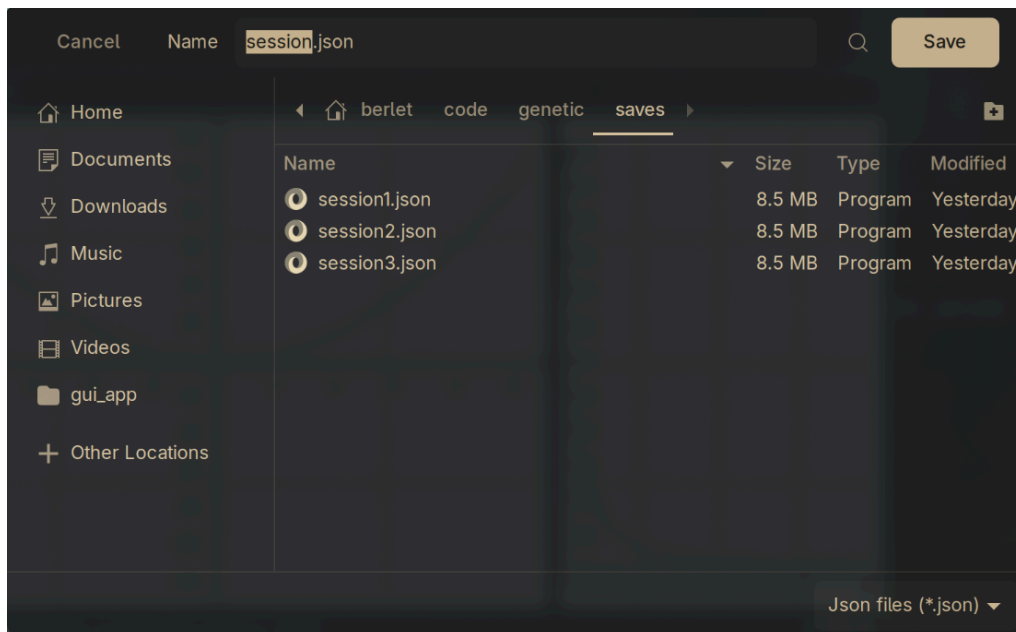 Cancel Name session.json Save
Home
Documents
Downloads
Music
Pictures
Videos
gui_app
Other Locations
berlet code genetic saves
Name Size Type Modified
session1.json 8.5 MB Program Yesterday
session2.json 8.5 MB Program Yesterday
session3.json 8.5 MB Program Yesterday
Json files (*.json)